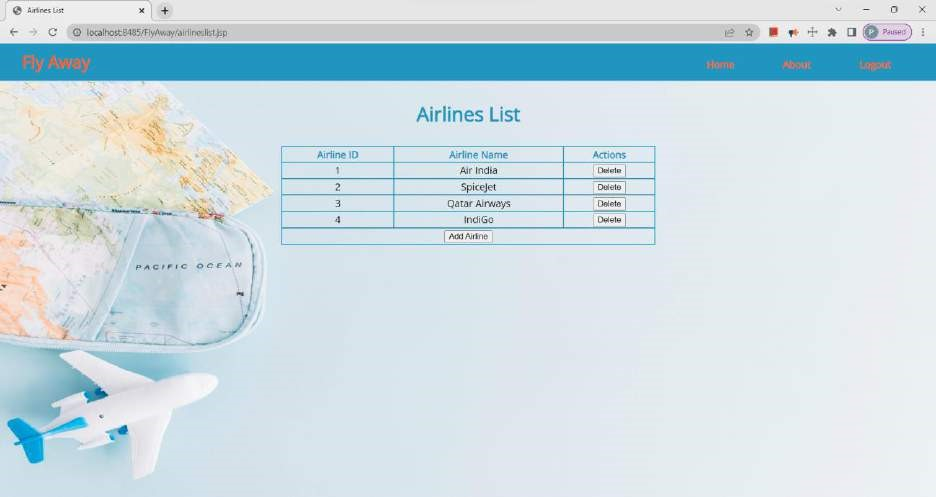 Airlines List
localhost:8485/FlyAway/airlineslist.jsp
P Paused
Fly Away Home About Logout
Airlines List
Airline ID Airline Name Actions
1 Air India Delete
2 SpiceJet Delete
3 Qatar Airways Delete
4 IndiGo Delete
Add Airline
PACIFIC OCEAN